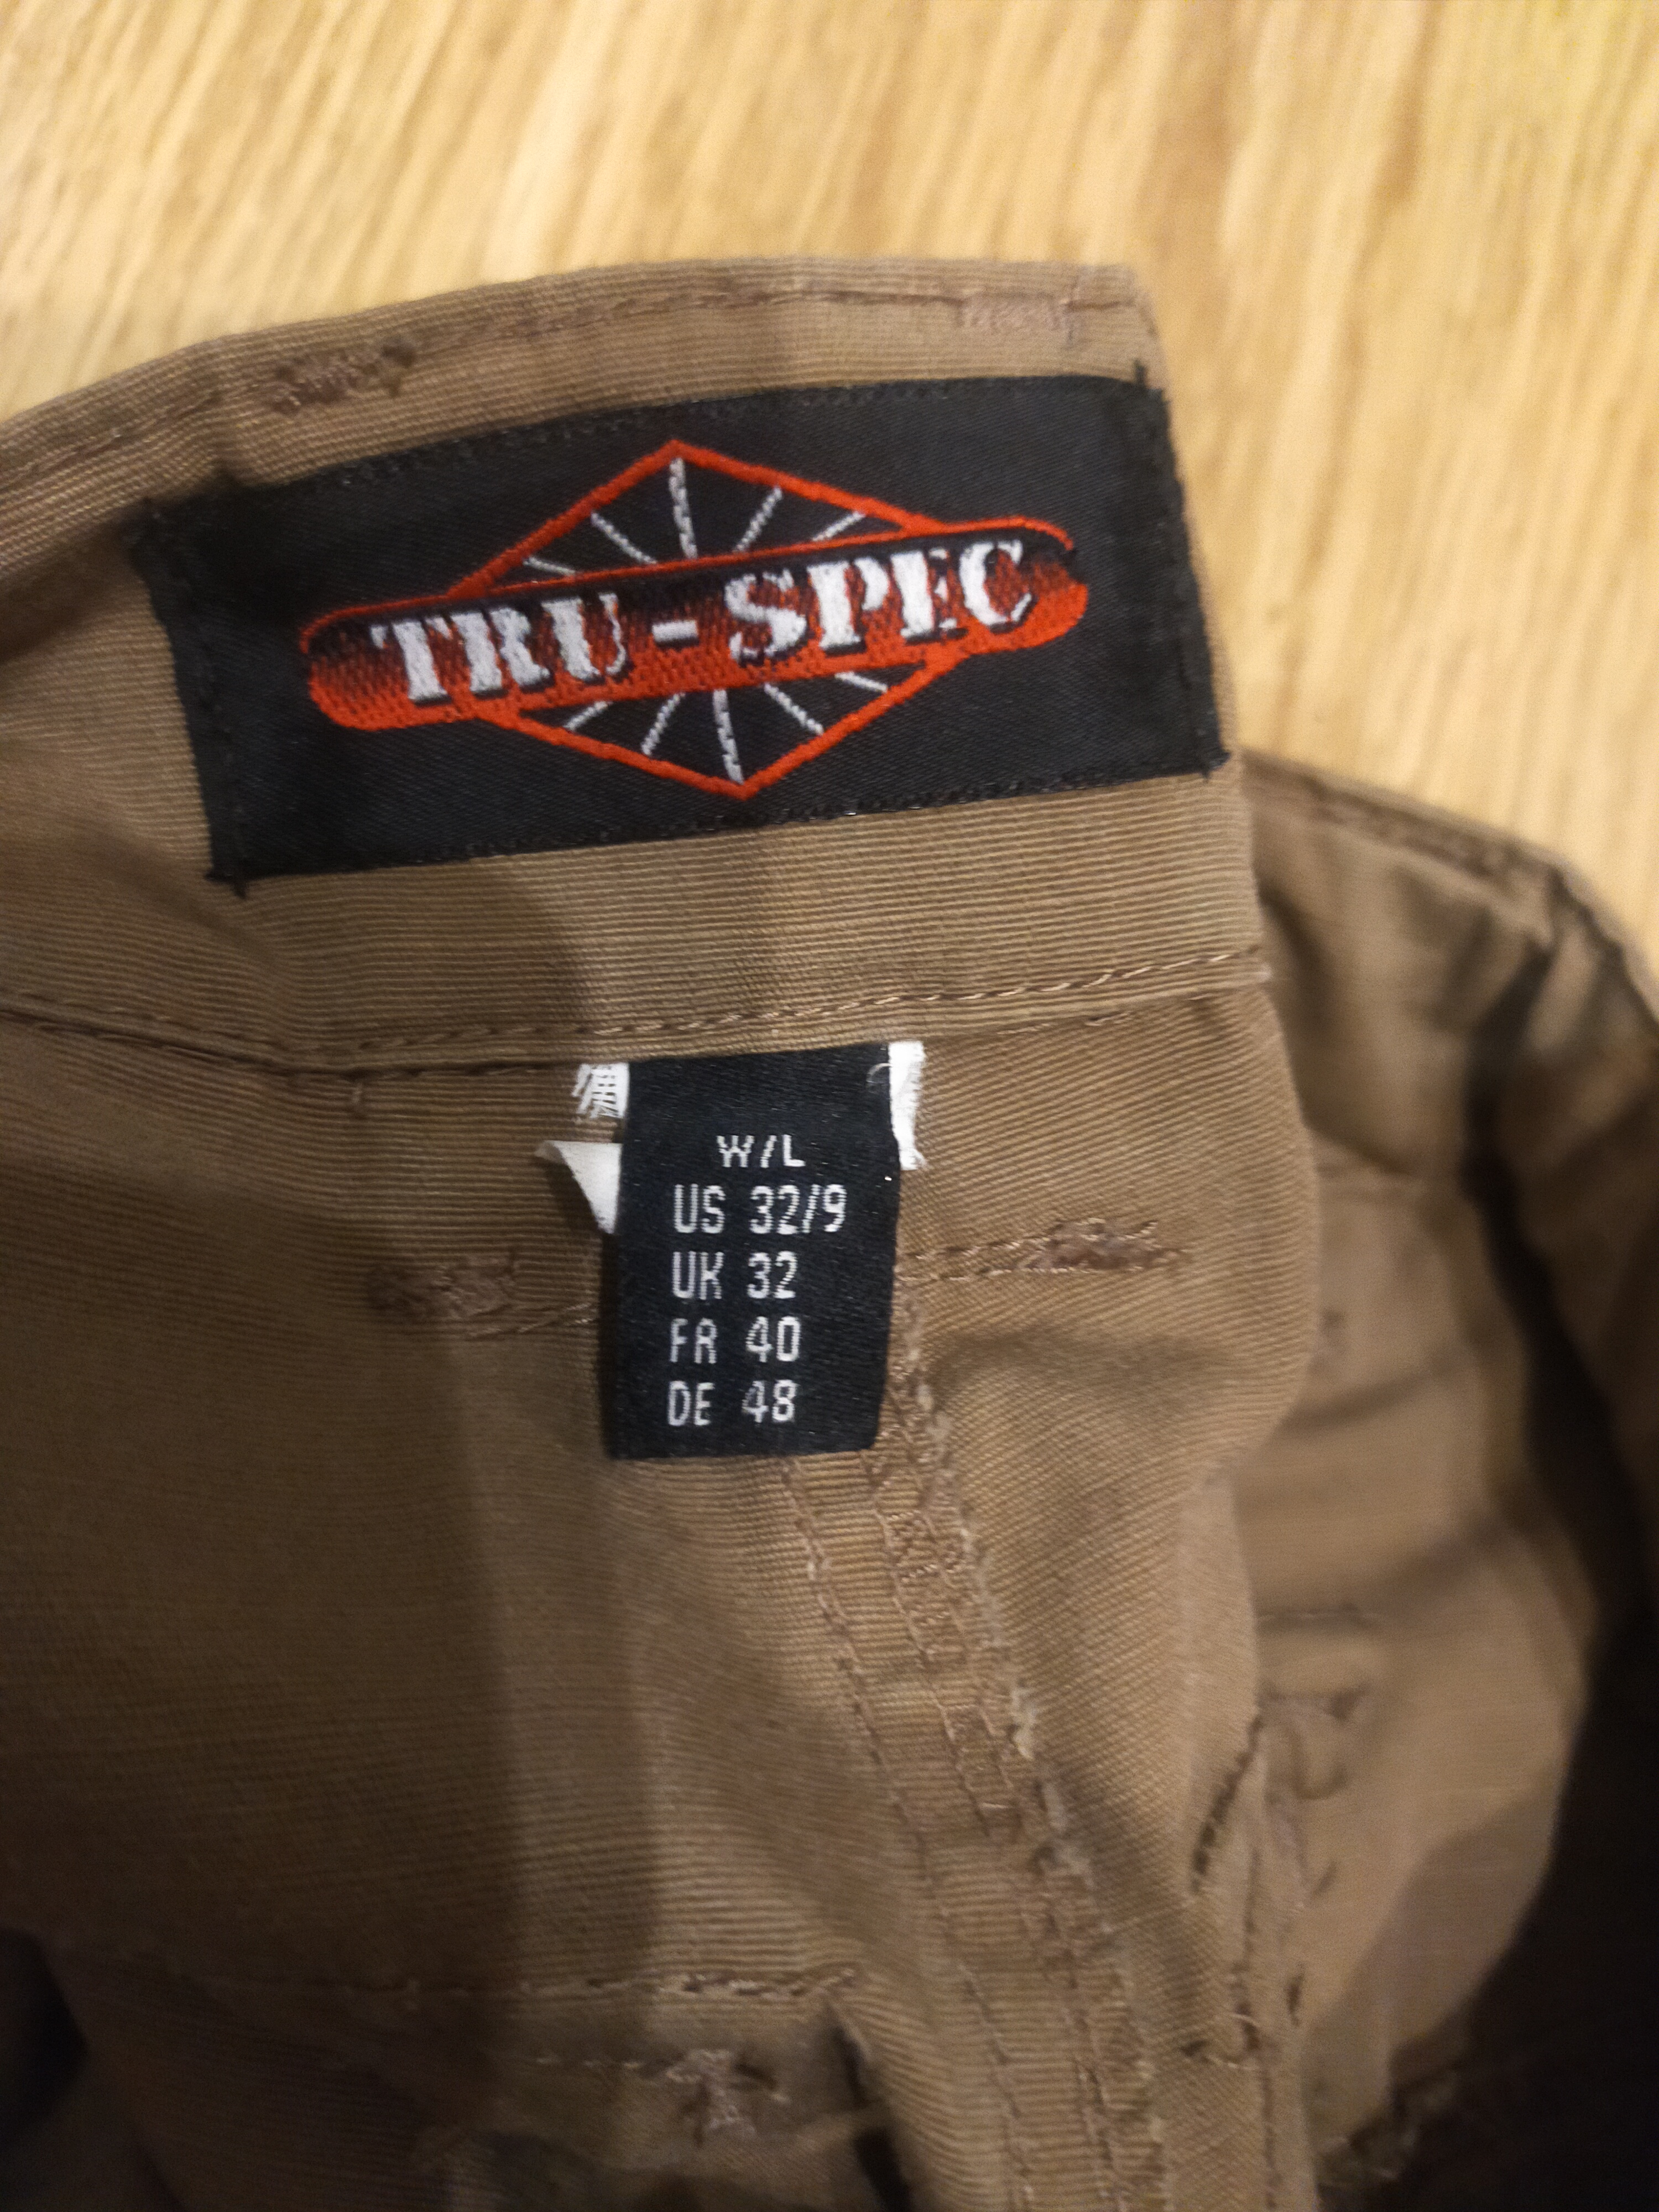 TRU-SPEC
W/L
US 32/9
UK 32
FR 40
DE 48